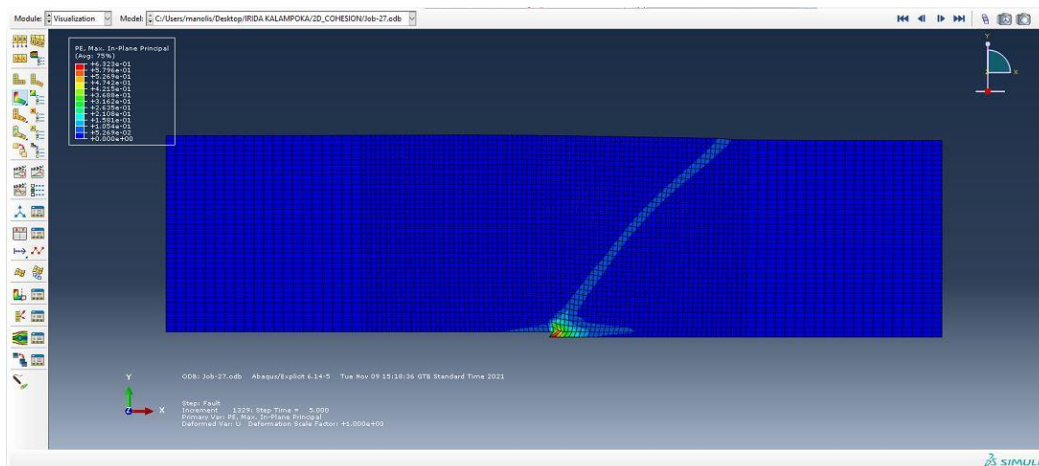 Module: Visualization Model: C:/Users/manolis/Desktop/IRIDA KALAMPOKA/2D_COHESION/Job-27.odb
PE, Max. In-Plane Principal
(Avg: 75%)
+6.323e-01
+5.796e-01
+5.269e-01
+4.742e-01
+4.215e-01
+3.688e-01
+3.162e-01
+2.635e-01
+2.108e-01
+1.581e-01
+1.054e-01
+5.269e-02
+0.000e+00
Y
Z X
ODB: Job-27.odb Abaqus/Explicit 6.14-5 Tue Nov 09 15:18:36 GTB Standard Time 2021
Y
Z X
Step: Fault
Increment 1329: Step Time = 5.000
Primary Var: PE, Max. In-Plane Principal
Deformed Var: U Deformation Scale Factor: +1.000e+00
SIMULI